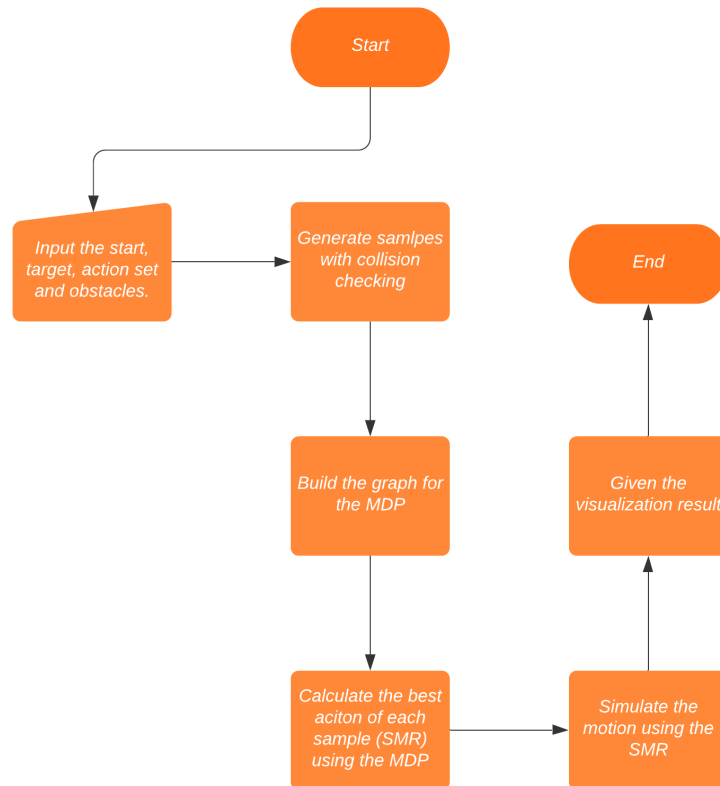 Start
Input the start,
target, action set
and obstacles.
Generate samlpes
with collision
checking
Build the graph for
the MDP
Calculate the best
aciton of each
sample (SMR)
using the MDP
Simulate the
motion using the
SMR
Given the
visualization result
End